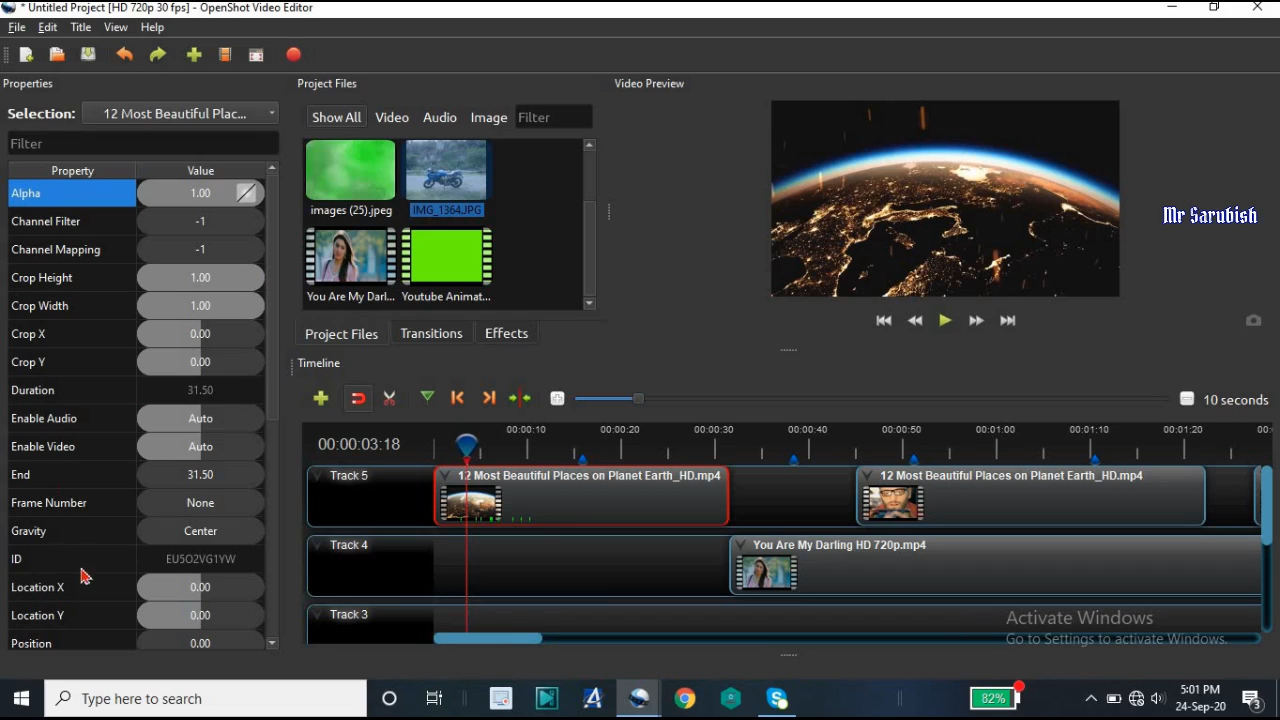 * Untitled Project [HD 720p 30 fps] - OpenShot Video Editor
File Edit Title View Help
Properties
Project Files
Video Preview
Selection: 12 Most Beautiful Plac...
Show All Video Audio Image Filter
Filter
Property Value
Alpha 1.00
Channel Filter -1
Channel Mapping -1
Crop Height 1.00
Crop Width 1.00
Crop X 0.00
Crop Y 0.00
Duration 31.50
Enable Audio Auto
Enable Video Auto
End 31.50
Frame Number None
Gravity Center
ID EU5O2VG1YW
Location X 0.00
Location Y 0.00
Position 0.00
images (25).jpeg IMG_1364.JPG
You Are My Darl... Youtube Animat...
Project Files Transitions Effects
Mr Sarubish
Timeline
10 seconds
00:00:03:18
00:00:10 00:00:20 00:00:30 00:00:40 00:00:50 00:01:00 00:01:10 00:01:20 00:
Track 5 12 Most Beautiful Places on Planet Earth_HD.mp4 12 Most Beautiful Places on Planet Earth_HD.mp4
Track 4 You Are My Darling HD 720p.mp4
Track 3
Activate Windows
Go to Settings to activate Windows.
Type here to search
82%
5:01 PM
24-Sep-20
3